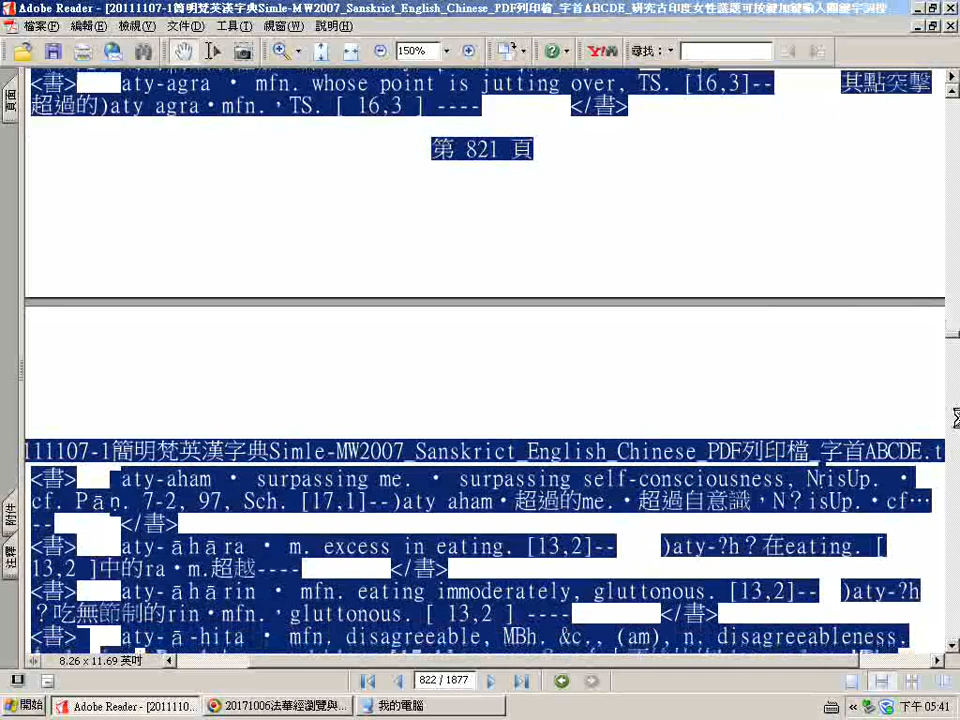 Adobe Reader - [20111107-1簡明梵英漢字典Simle-MW2007_Sanskrict_English_Chinese_PDF列印檔_字首ABCDE_研究古印度女性議題可按鍵加鍵輸入關鍵字詞搜
檔案(F) 編輯(E) 檢視(V) 文件(D) 工具(T) 視窗(W) 說明(H)
150% Y! 尋找:
頁面
<書> aty-agra • mfn. whose point is jutting over, TS. [16,3]-- 其點突擊
超過的)aty agra•mfn.，TS. [ 16,3 ] ---- </書>
第 821 頁
111107-1簡明梵英漢字典Simle-MW2007_Sanskrict_English_Chinese_PDF列印檔_字首ABCDE.t
<書> aty-aham • surpassing me. • surpassing self-consciousness, NṛisUp. •
cf. Pāṇ. 7-2, 97, Sch. [17,1]--)aty aham•超過的me.•超過自意識，N？isUp.•cf…
-- </書>
aty-āhāra • m. excess in eating. [13,2]-- )aty-?h？在eating. [
<書>
13,2 ]中的ra•m.超越---- </書>
<書> aty-āhārin • mfn. eating immoderately, gluttonous. [13,2]-- )aty-?h
？吃無節制的rin•mfn.，gluttonous. [ 13,2 ] ---- </書>
<書> aty-ā-hita • mfn. disagreeable, MBh. &c., (am), n. disagreeableness.
附件
注釋
8.26 x 11.69 英吋
822 / 1877
開始 Adobe Reader - [2011110... 20171006法華經瀏覽與... 我的電腦 下午 05:41